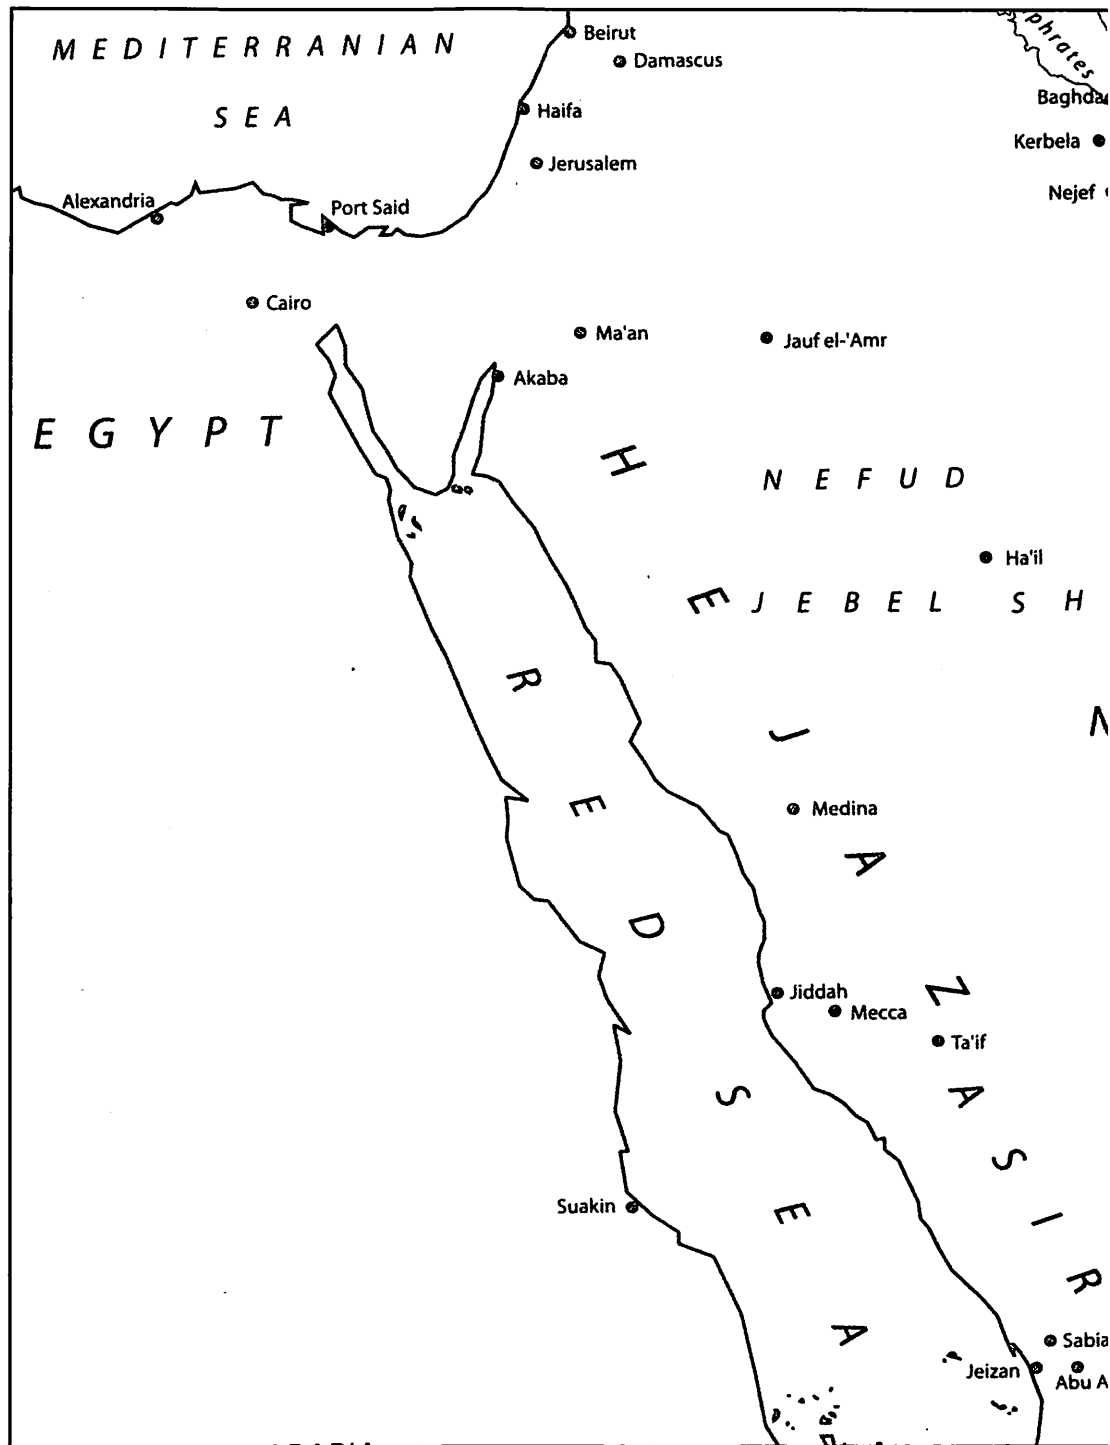 MEDITERRANIAN
SEA
Beirut
Damascus
Haifa
Jerusalem
Alexandria
Port Said
Cairo
Ma'an
Jauf el-'Amr
Akaba
Kerbela
Nejef
EGYPT
HEJAZ
NEFUD
Ha'il
JEBEL SH
RED SEA
Medina
Jiddah
Mecca
Ta'if
ASIR
Suakin
Sabia
Jeizan
Abu A